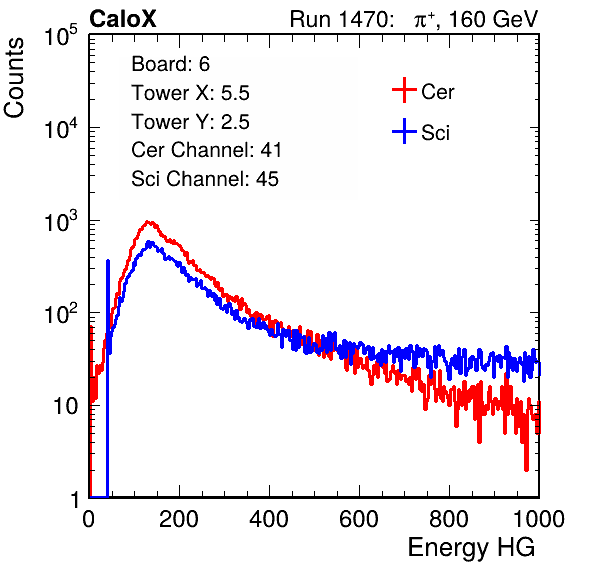 CaloX Run 1470: π⁺, 160 GeV
Counts
10⁵
10⁴
10³
10²
10
1
Board: 6
Tower X: 5.5
Tower Y: 2.5
Cer Channel: 41
Sci Channel: 45
Cer
Sci
0 200 400 600 800 1000
Energy HG